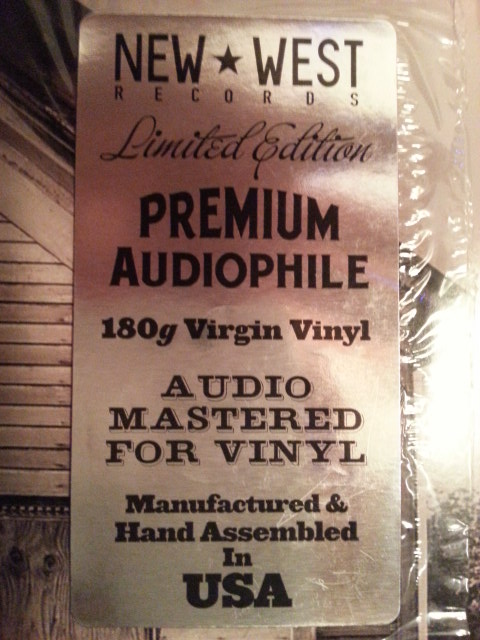 NEW★WEST
RECORDS
Limited Edition
PREMIUM
AUDIOPHILE
180g Virgin Vinyl
AUDIO
MASTERED
FOR VINYL
Manufactured &
Hand Assembled
In
USA